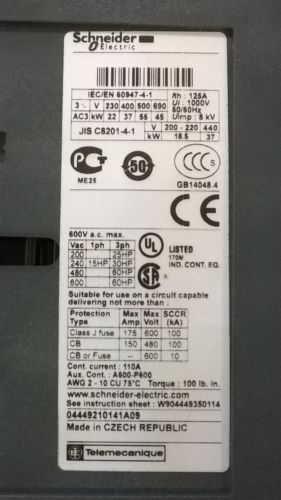 Schneider
Electric
IEC/EN 60947-4-1
Ith: 125A
3~ V 230 400 500 690
Ui: 1000V
50/60Hz
AC3 kW 22 37 55 45
Uimp: 8 kV
JIS C8201-4-1
V 200 - 220 440
kW 18.5 37
PCT
ME25
50
CCC S
GB14048.4
CE
600V a.c. max.
Vac 1ph 3ph
200 25HP
240 15HP 30HP
480 60HP
600 60HP
UL LISTED
170M
IND. CONT. EQ.
SA
Suitable for use on a circuit capable
delivering not more than:
Protection Max Max SCCR
Type Amp Volt (kA)
Class J fuse 175 600 100
CB 150 480 100
CB or Fuse -- 600 10
Cont. current: 110A
Aux. Cont.: A600-P600
AWG 2 - 10 CU 75°C Torque: 100 lb. in.
www.schneider-electric.com
See instruction sheet: W904449350114
04449210141A09
Made in CZECH REPUBLIC
Telemecanique